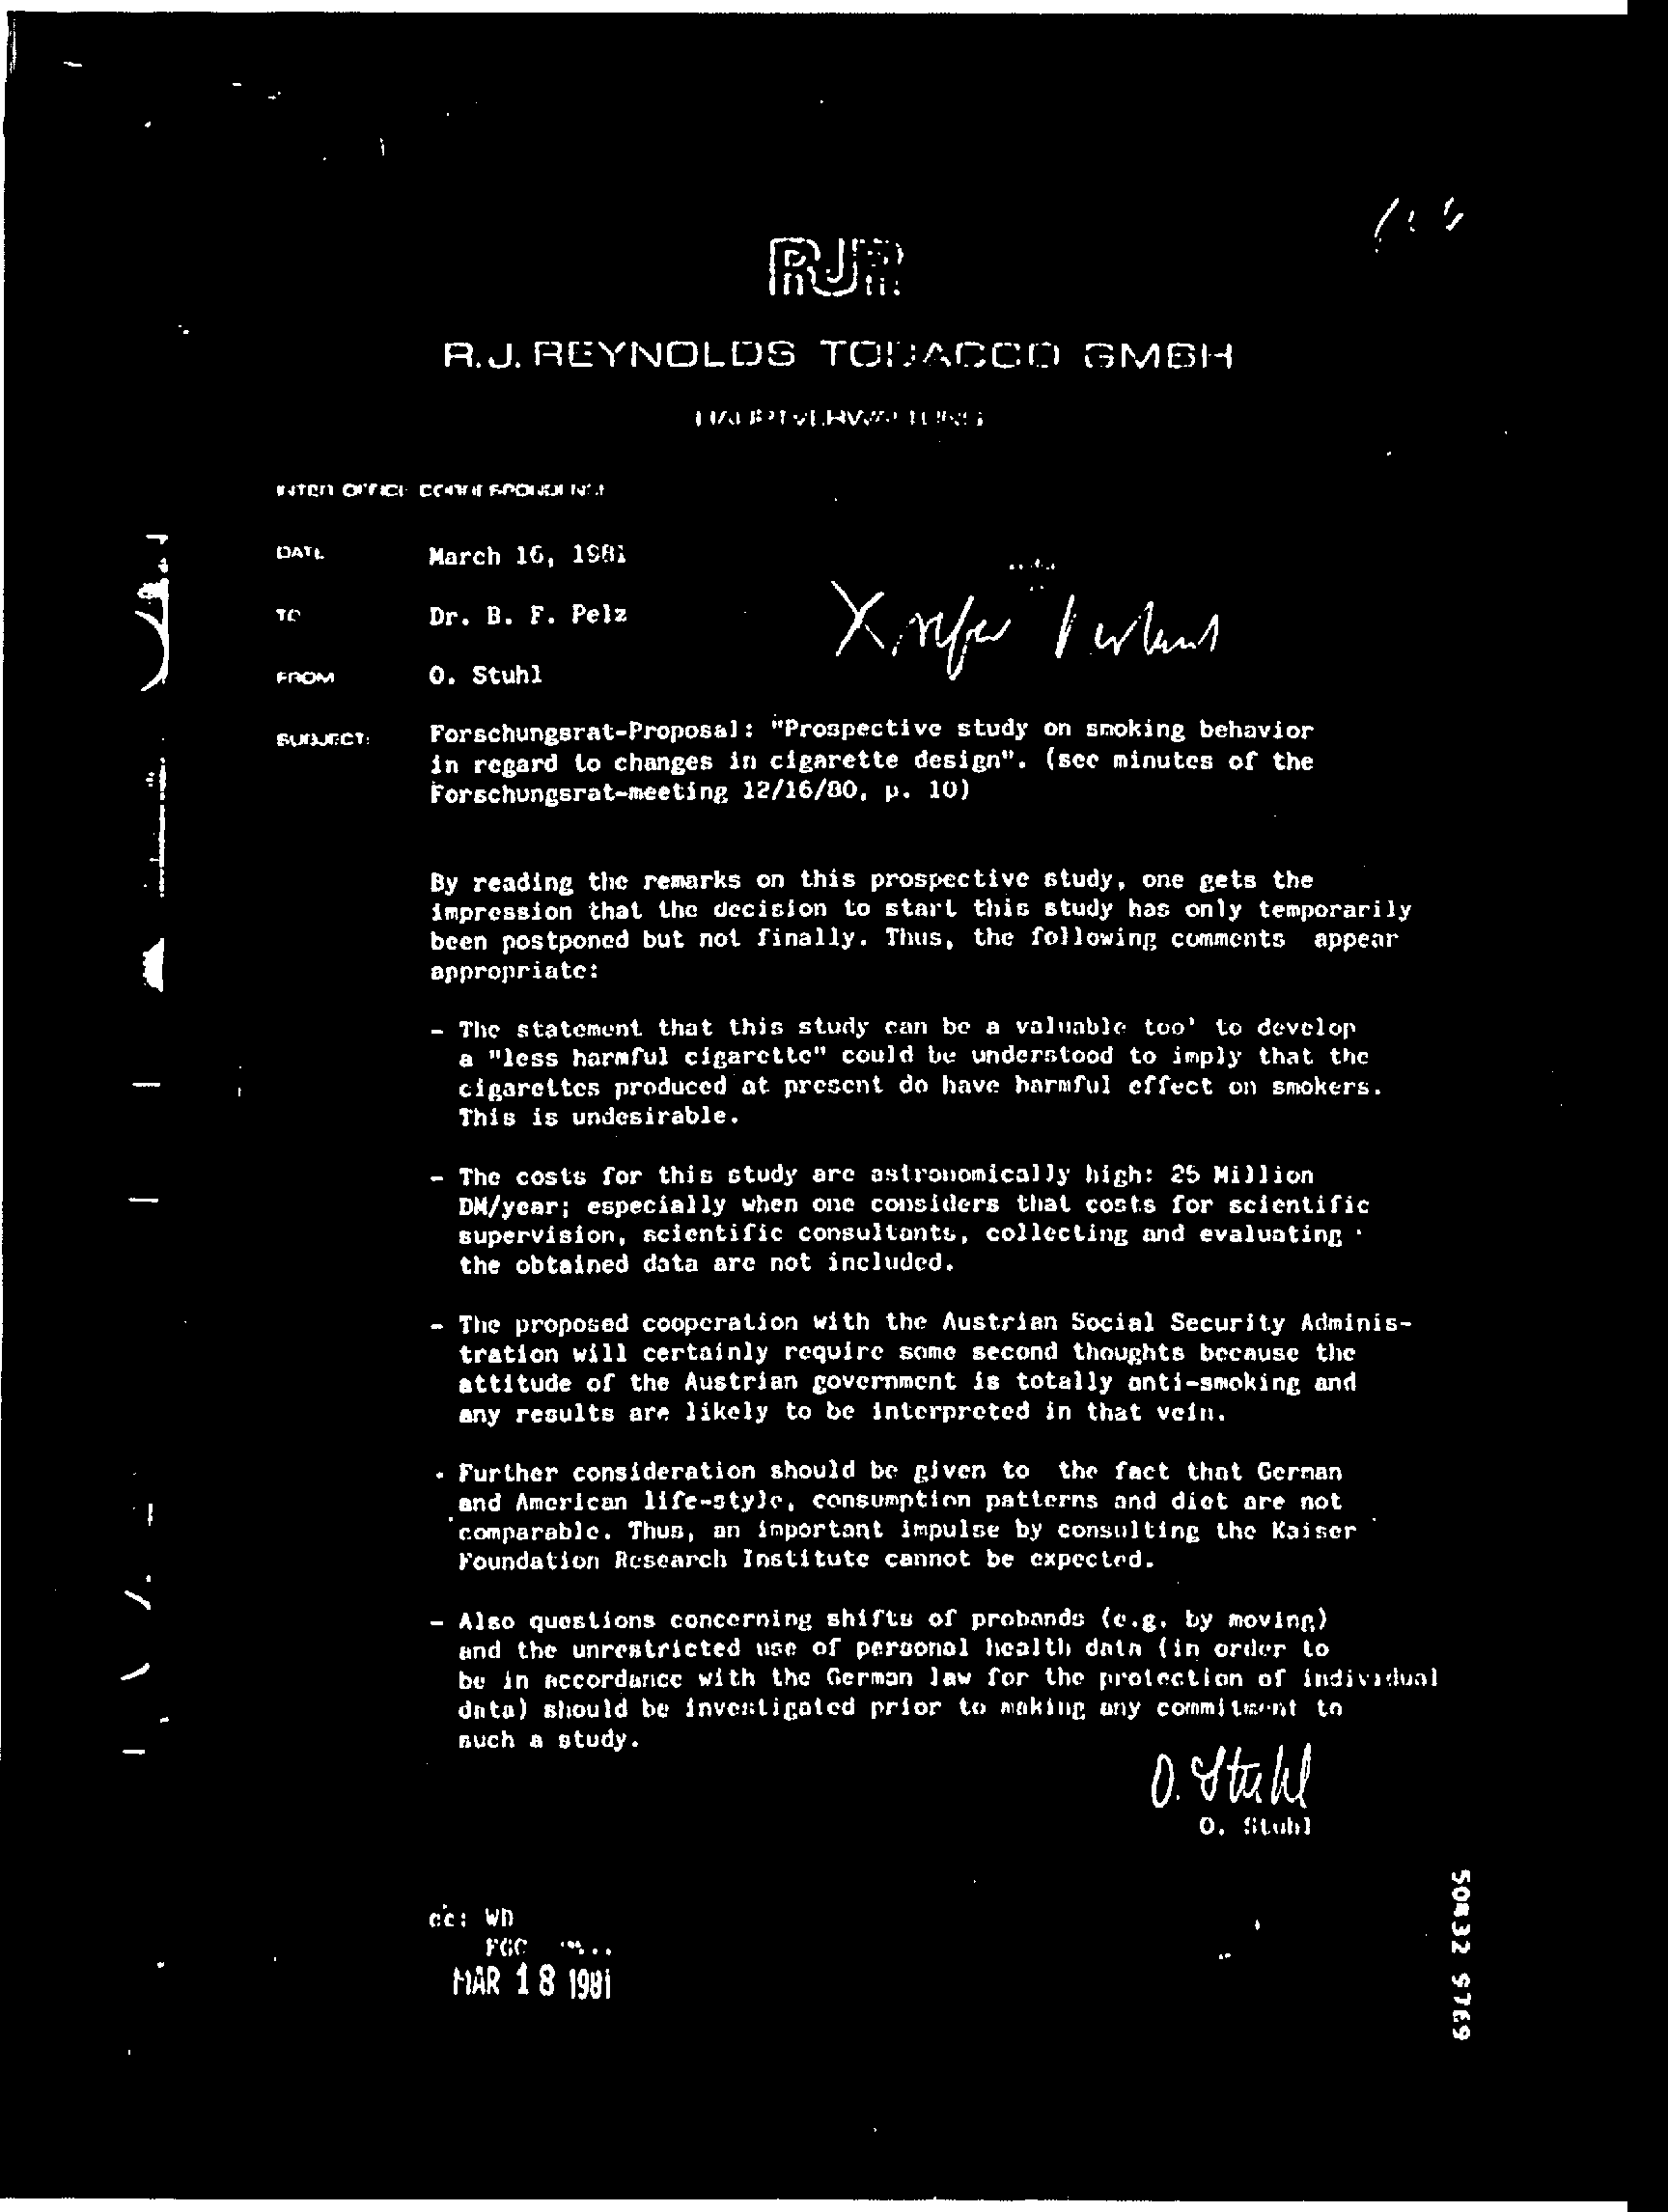 RJR
R.J. REYNOLDS TOBACCO GMBH
HAUPTVERWALTUNG
INTER OFFICE CORRESPONDENCE
DATE March 16, 1981
TO Dr. B. F. Pelz
FROM O. Stuhl
SUBJECT: Forschungsrat-Proposal: "Prospective study on smoking behavior
in regard to changes in cigarette design". (see minutes of the
Forschungsrat-meeting 12/16/80, p. 10)
By reading the remarks on this prospective study, one gets the
impression that the decision to start this study has only temporarily
been postponed but not finally. Thus, the following comments appear
appropriate:
- The statement that this study can be a valuable too' to develop
a "less harmful cigarette" could be understood to imply that the
cigarettes produced at present do have harmful effect on smokers.
This is undesirable.
- The costs for this study are astronomically high: 25 Million
DM/year; especially when one considers that costs for scientific
supervision, scientific consultants, collecting and evaluating
the obtained data are not included.
- The proposed cooperation with the Austrian Social Security Adminis-
tration will certainly require some second thoughts because the
attitude of the Austrian government is totally anti-smoking and
any results are likely to be interpreted in that vein.
- Further consideration should be given to the fact that German
and American life-style, consumption patterns and diet are not
comparable. Thus, an important impulse by consulting the Kaiser
Foundation Research Institute cannot be expected.
- Also questions concerning shifts of probands (e.g. by moving)
and the unrestricted use of personal health data (in order to
be in accordance with the German law for the protection of individual
data) should be investigated prior to making any commitment to
such a study.
O. Stuhl
O. Stuhl
cc: WD
FGC
MAR 18 1981
50832 5769